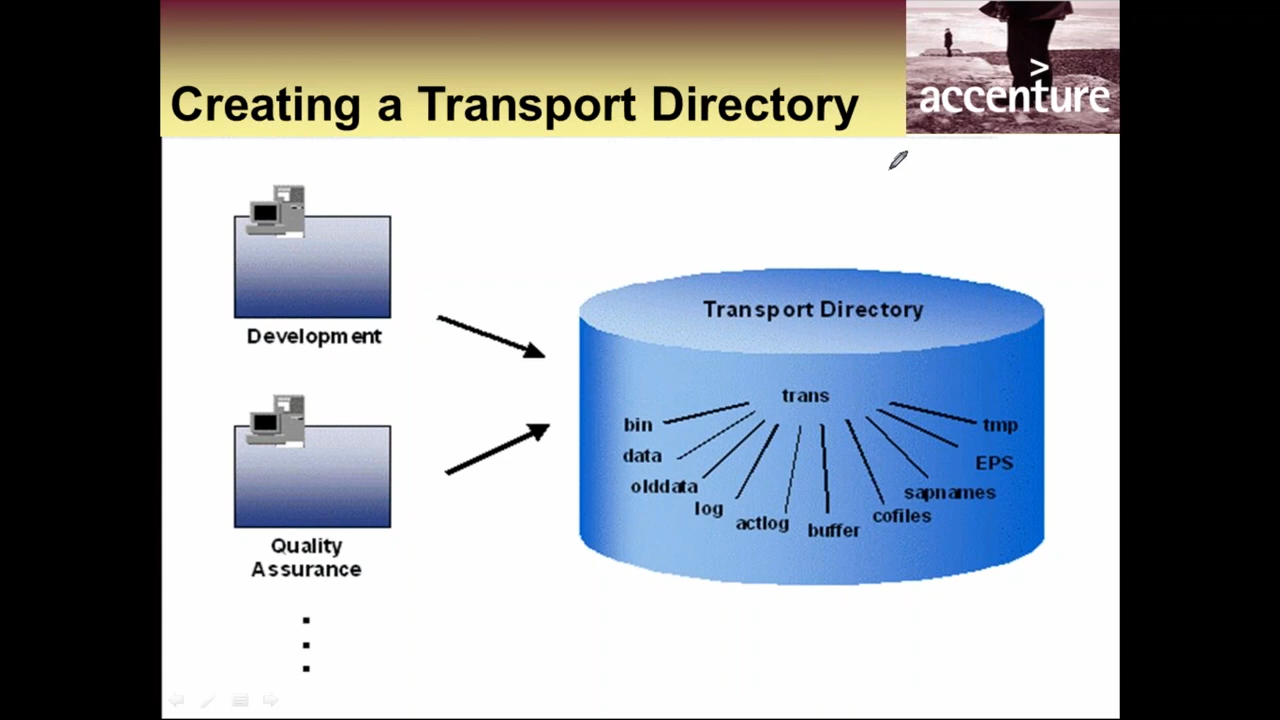 Creating a Transport Directory
>
accenture
Development
Quality
Assurance
Transport Directory
trans
bin
data
olddata
log
actlog
buffer
cofiles
sapnames
EPS
tmp